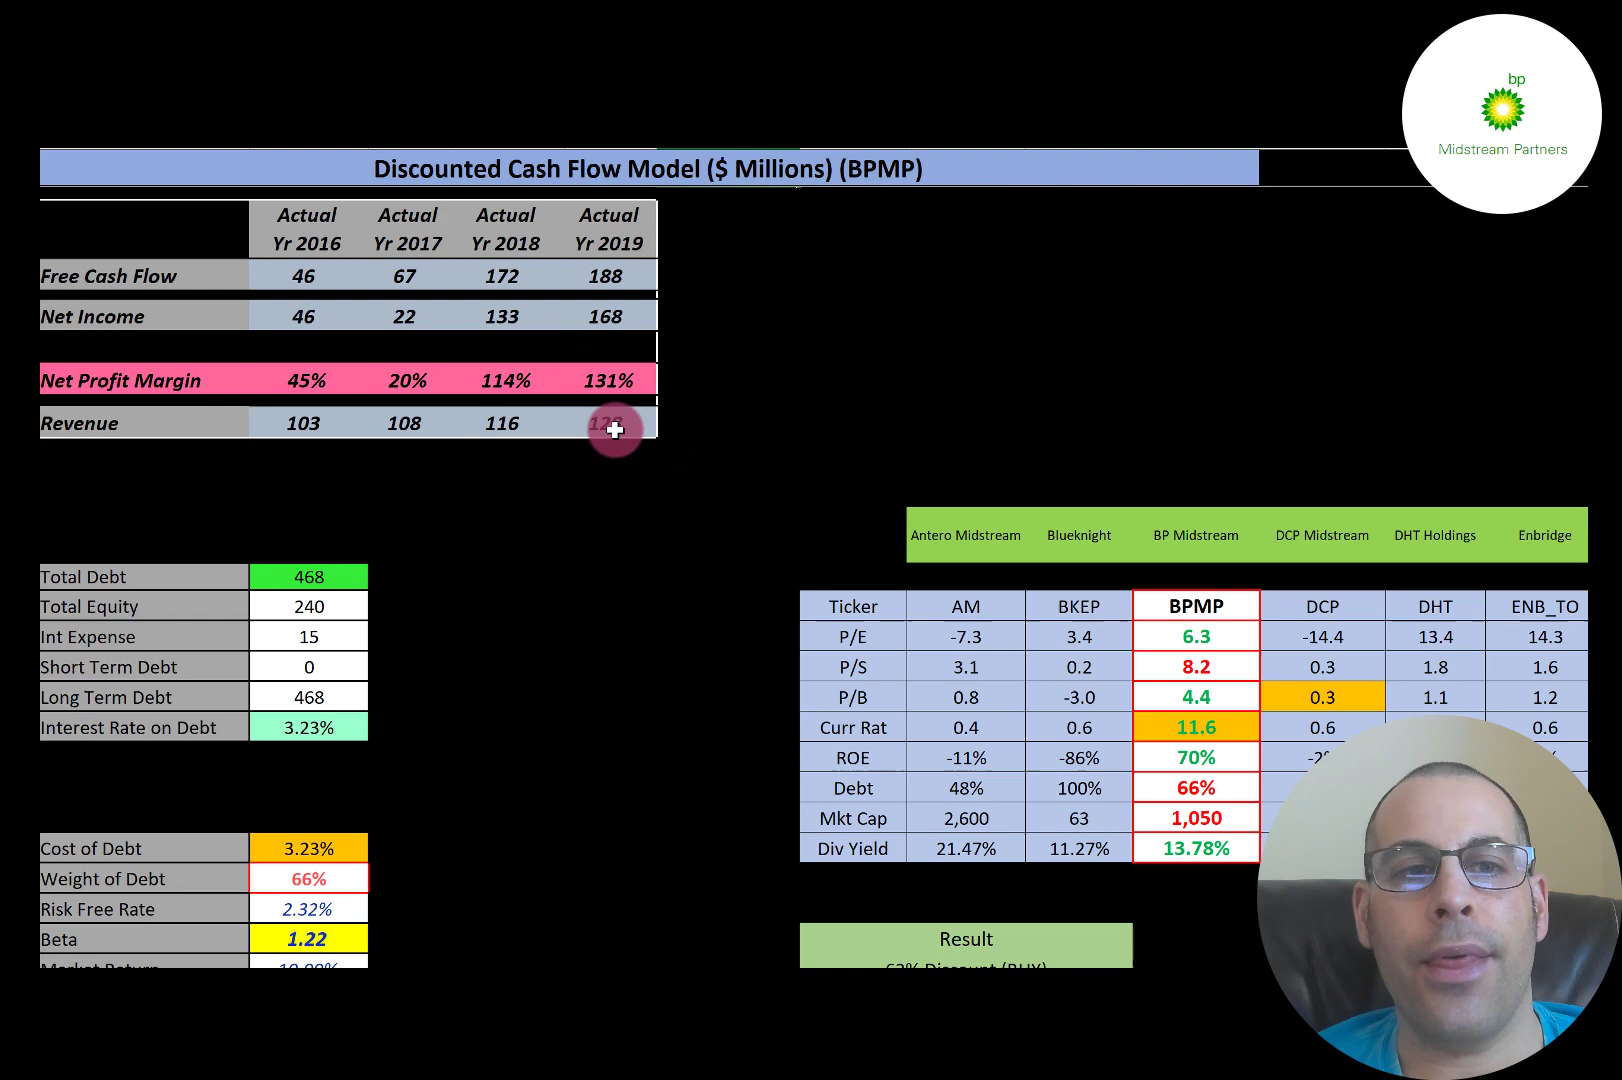 bp
Midstream Partners
Discounted Cash Flow Model ($ Millions) (BPMP)
Actual Actual Actual Actual
Yr 2016 Yr 2017 Yr 2018 Yr 2019
Free Cash Flow 46 67 172 188
Net Income 46 22 133 168
Net Profit Margin 45% 20% 114% 131%
Revenue 103 108 116
Antero Midstream Blueknight BP Midstream DCP Midstream DHT Holdings Enbridge
Total Debt 468
Total Equity 240
Int Expense 15
Short Term Debt 0
Long Term Debt 468
Interest Rate on Debt 3.23%
Ticker AM BKEP BPMP DCP DHT ENB_TO
P/E -7.3 3.4 6.3 -14.4 13.4 14.3
P/S 3.1 0.2 8.2 0.3 1.8 1.6
P/B 0.8 -3.0 4.4 0.3 1.1 1.2
Curr Rat 0.4 0.6 11.6 0.6 0.6
ROE -11% -86% 70%
Debt 48% 100% 66%
Mkt Cap 2,600 63 1,050
Div Yield 21.47% 11.27% 13.78%
Cost of Debt 3.23%
Weight of Debt 66%
Risk Free Rate 2.32%
Beta 1.22
Market Return 10.00%
Result
62% Discount (BUY)